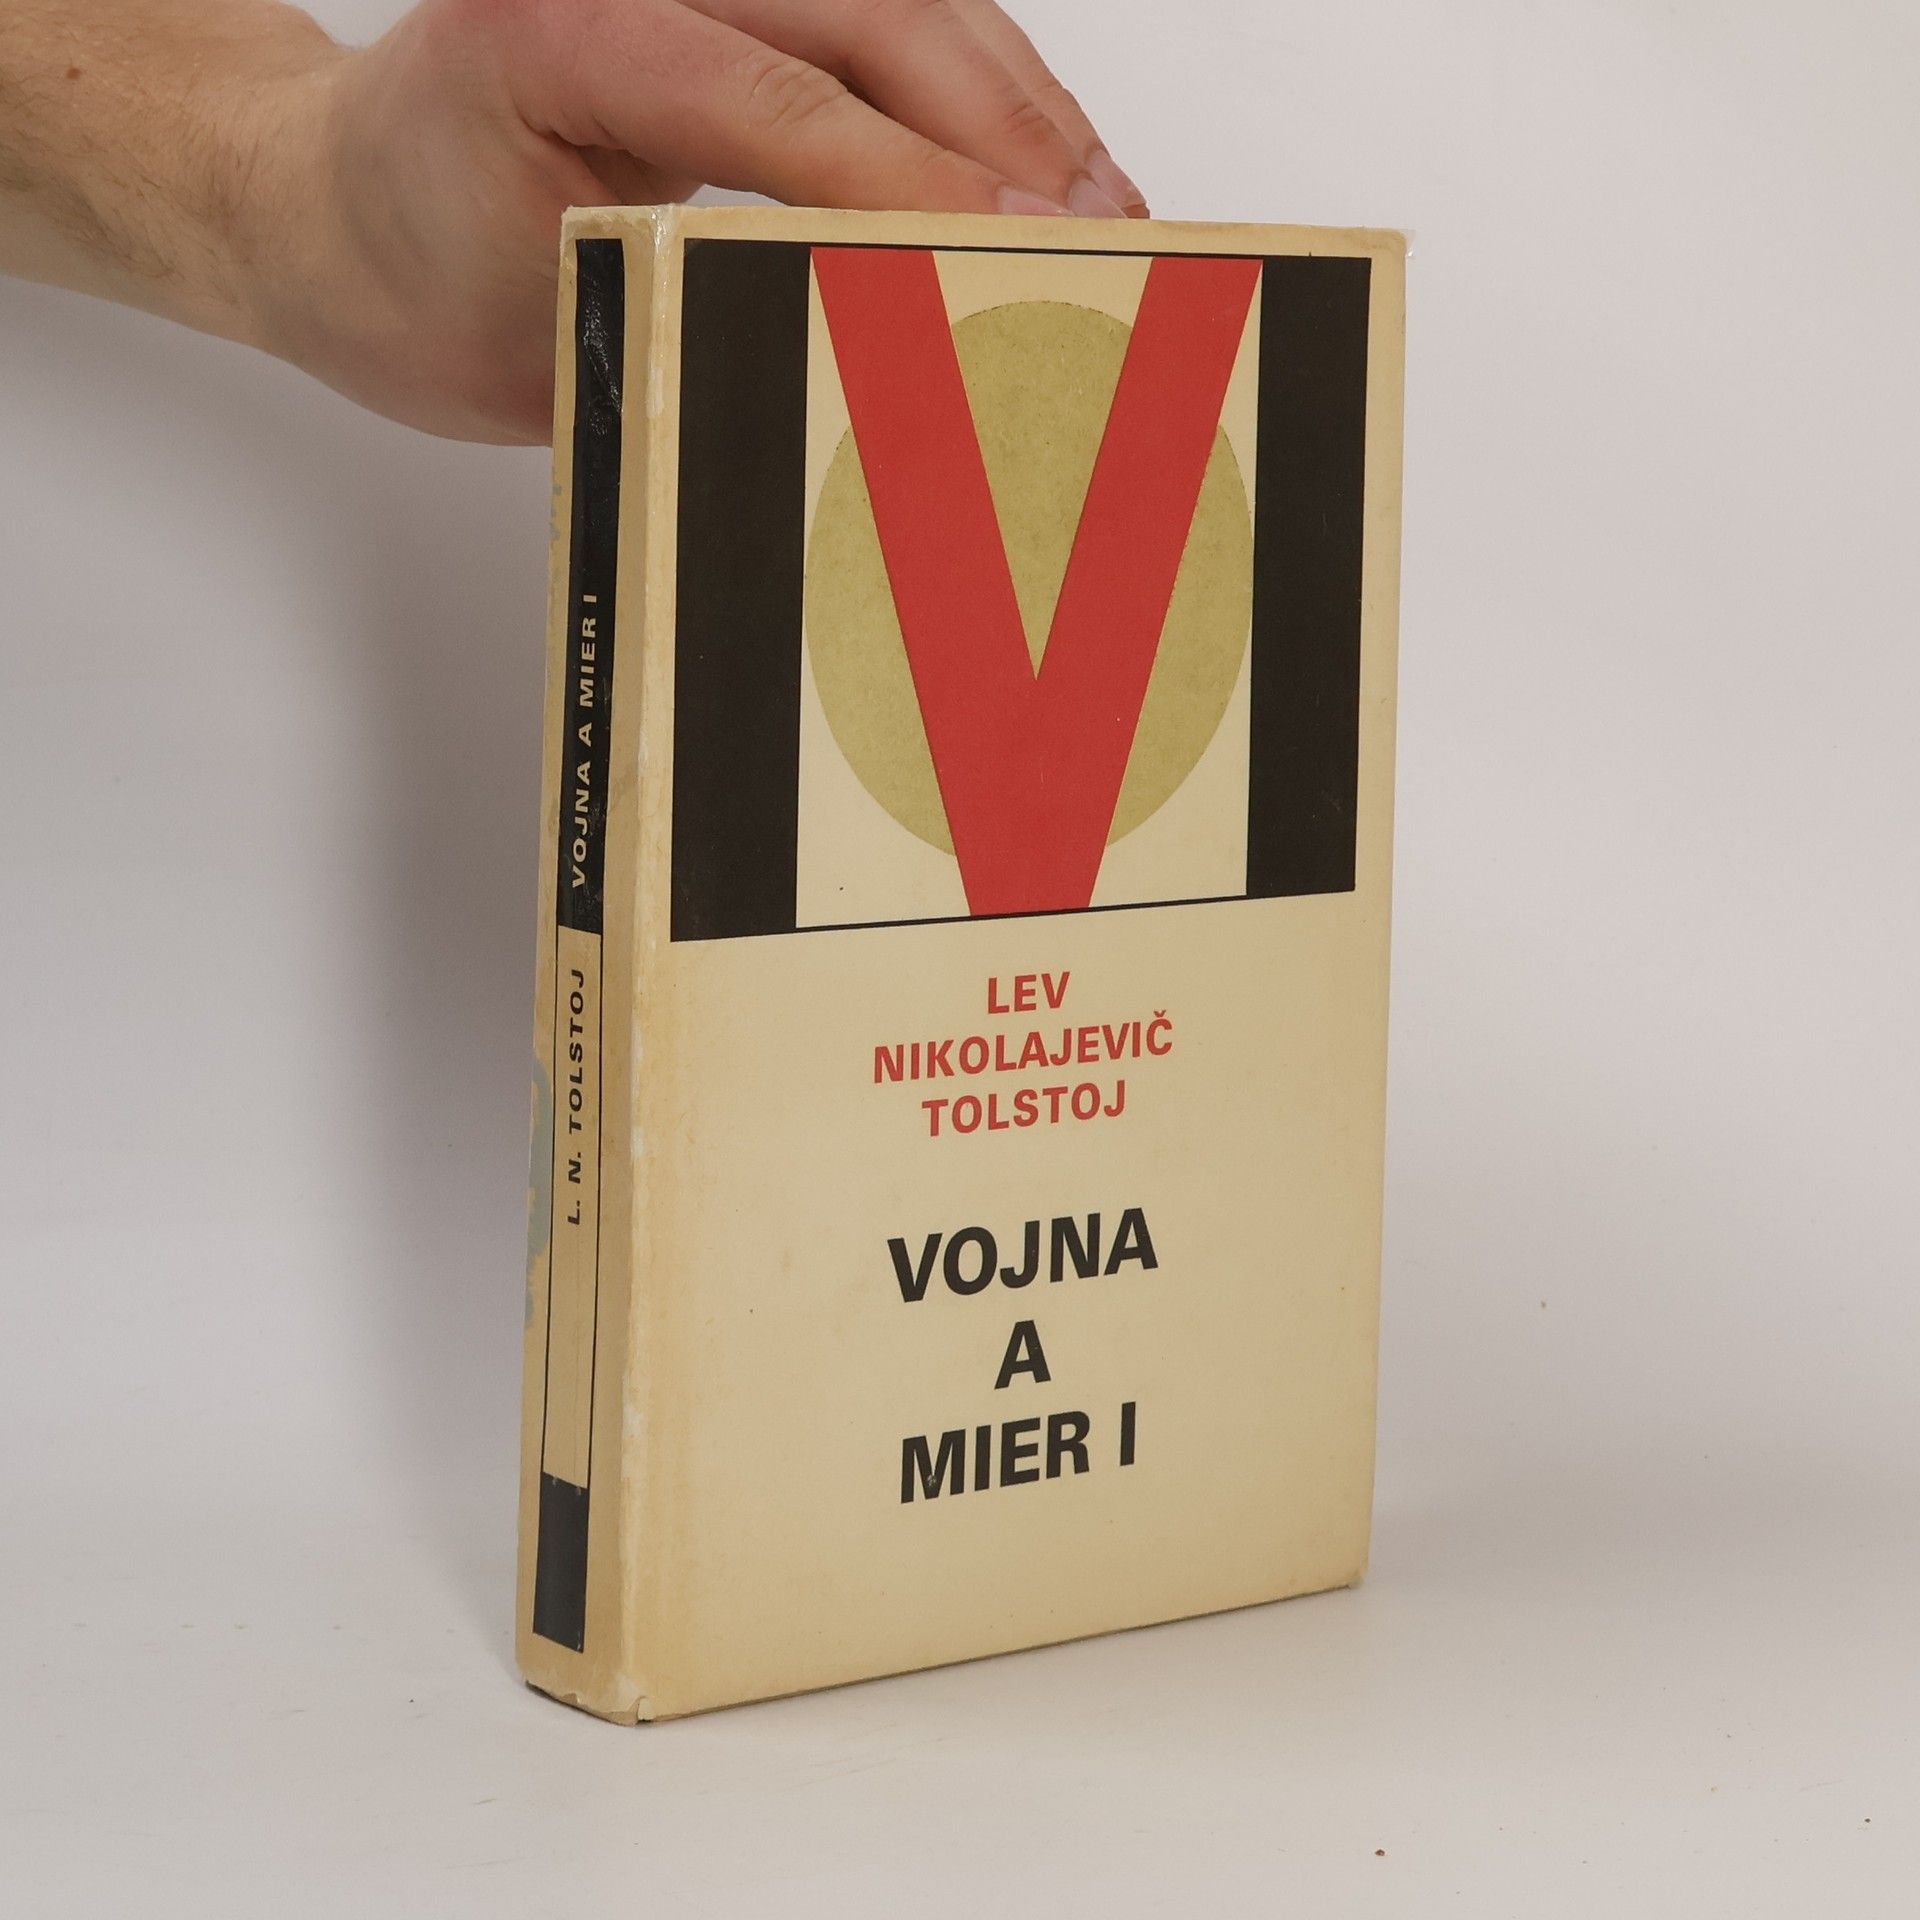 LEV
NIKOLAJEVIČ
TOLSTOJ
VOJNA
A
MIER I
L. N. TOLSTOJ VOJNA A MIER I